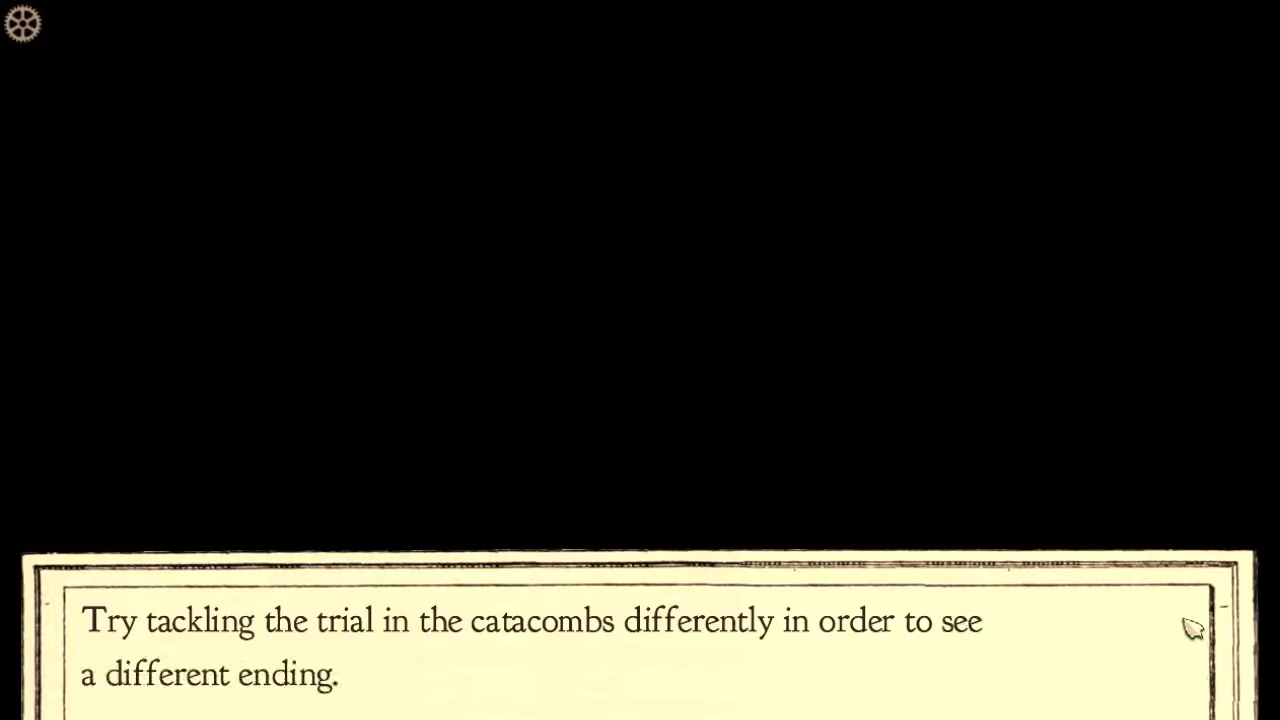 Try tackling the trial in the catacombs differently in order to see
a different ending.